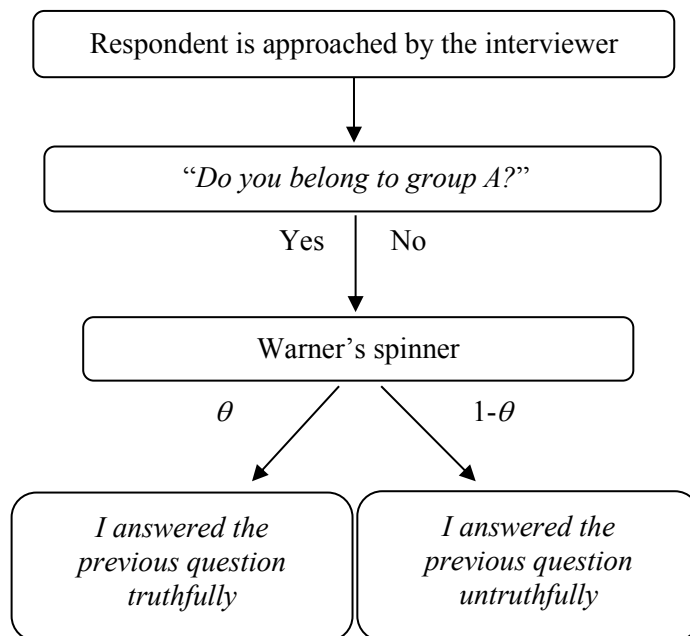 Respondent is approached by the interviewer
“Do you belong to group A?”
Yes No
Warner’s spinner
θ 1-θ
I answered the
previous question
truthfully
I answered the
previous question
untruthfully